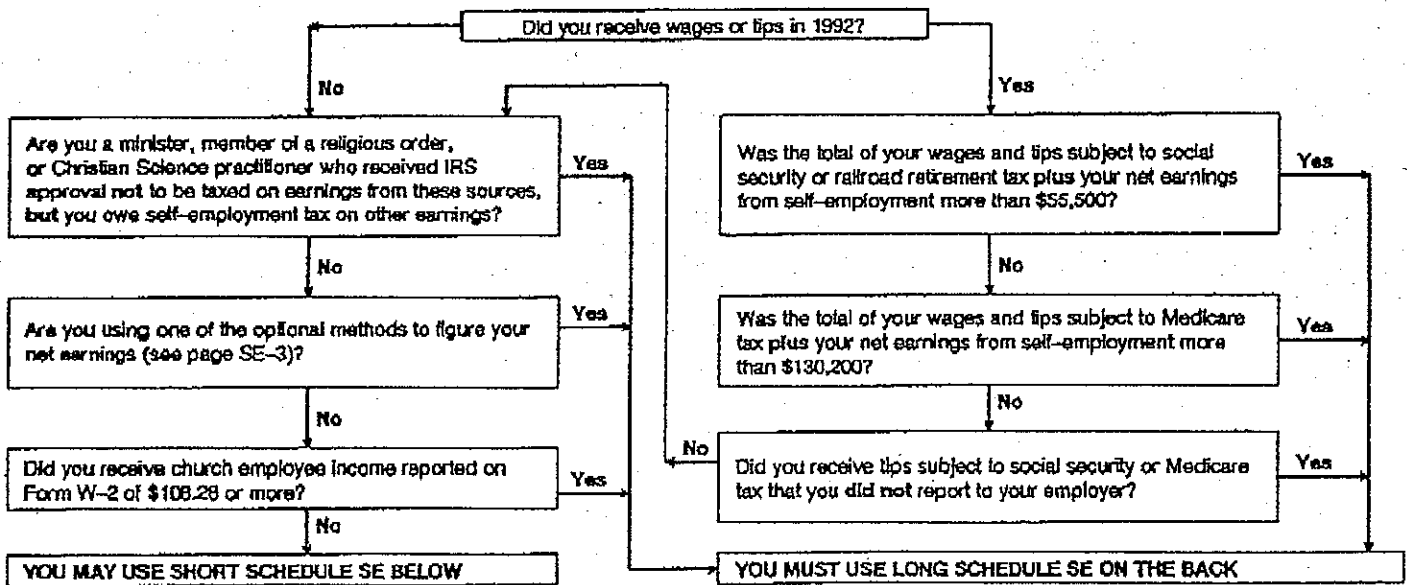 Did you receive wages or tips in 1992?
No
Yes
Are you a minister, member of a religious order,
or Christian Science practitioner who received IRS
approval not to be taxed on earnings from these sources,
but you owe self-employment tax on other earnings?
Yes
Was the total of your wages and tips subject to social
security or railroad retirement tax plus your net earnings
from self-employment more than $55,500?
Yes
No
No
Are you using one of the optional methods to figure your
net earnings (see page SE-3)?
Yes
Was the total of your wages and tips subject to Medicare
tax plus your net earnings from self-employment more
than $130,200?
Yes
No
No
Did you receive church employee income reported on
Form W-2 of $108.28 or more?
Yes
No
Did you receive tips subject to social security or Medicare
tax that you did not report to your employer?
Yes
No
YOU MAY USE SHORT SCHEDULE SE BELOW
YOU MUST USE LONG SCHEDULE SE ON THE BACK